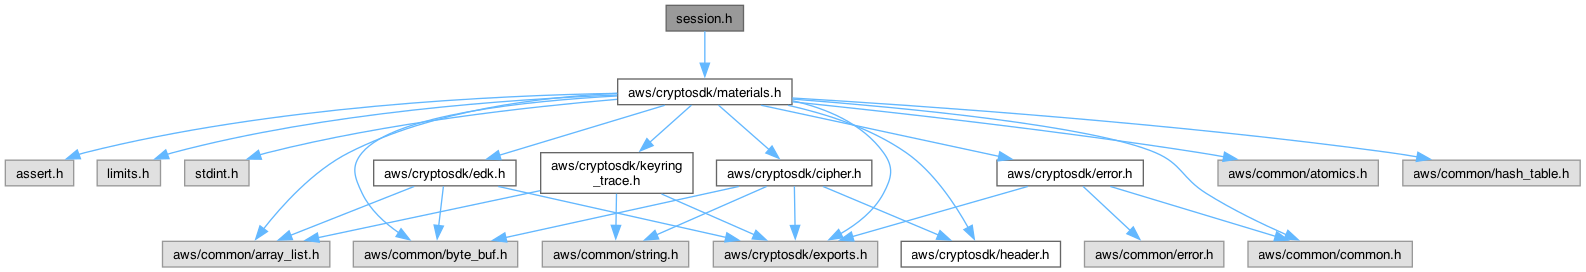 session.h
aws/cryptosdk/materials.h
assert.h
limits.h
stdint.h
aws/cryptosdk/edk.h
aws/cryptosdk/keyring
_trace.h
aws/cryptosdk/cipher.h
aws/cryptosdk/error.h
aws/common/atomics.h
aws/common/hash_table.h
aws/common/array_list.h
aws/common/byte_buf.h
aws/common/string.h
aws/cryptosdk/exports.h
aws/cryptosdk/header.h
aws/common/error.h
aws/common/common.h